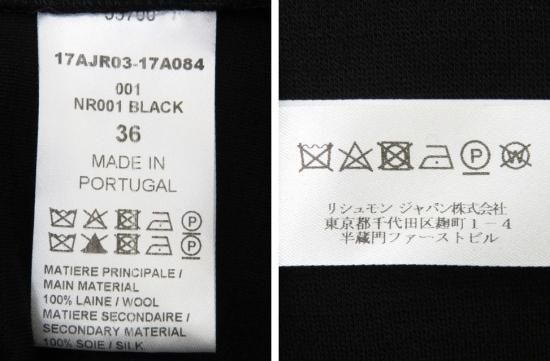 17AJR03-17A084
001
NR001 BLACK
36
MADE IN
PORTUGAL
P
P
MATIERE PRINCIPALE /
MAIN MATERIAL
100% LAINE / WOOL
MATIERE SECONDAIRE /
SECONDARY MATERIAL
100% SOIE / SILK
P W
リシュモン ジャパン株式会社
東京都千代田区麹町1-4
半蔵門ファーストビル